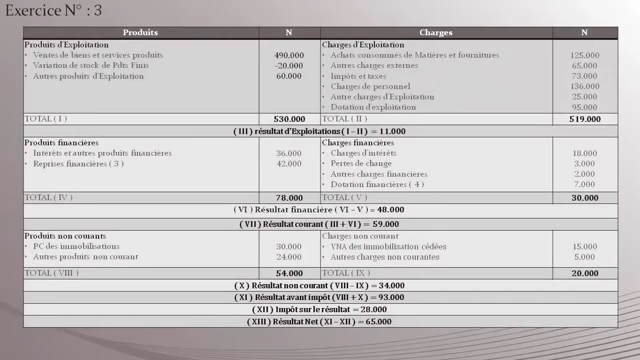 Exercice N° : 3
Produits N Charges N
Produits d'Exploitation Charges d'Exploitation
• Ventes de biens et services produits 490.000 • Achats consommés de Matières et fournitures 125.000
• Variation de stock de Pdts Finis -20.000 • Autres charges externes 65.000
• Autres produits d'Exploitation 60.000 • Impôts et taxes 73.000
• Charges de personnel 136.000
• Autre charges d'Exploitation 25.000
• Dotation d'exploitation 95.000
TOTAL ( I ) 530.000 TOTAL ( II ) 519.000
( III ) résultat d'Exploitations ( I – II ) = 11.000
Produits financières Charges financières
• Intérêts et autres produits financières 36.000 • Charges d'intérêts 18.000
• Reprises financières ( 3 ) 42.000 • Pertes de change 3.000
• Autres charges financières 2.000
• Dotation financières ( 4 ) 7.000
TOTAL ( IV ) 78.000 TOTAL ( V ) 30.000
(VI ) Résultat financière ( VI – V ) = 48.000
(VII ) Résultat courant ( III + VI ) = 59.000
Produits non courants Charges non courant
• PC des immobilisations 30.000 • VNA des immobilisation cédées 15.000
• Autres produits non courant 24.000 • Autres charges non courantes 5.000
TOTAL ( VIII ) 54.000 TOTAL ( IX ) 20.000
( X ) Résultat non courant ( VIII – IX ) = 34.000
( XI ) Résultat avant impôt ( VIII + X ) = 93.000
(XII ) Impôt sur le résultat = 28.000
(XIII ) Résultat Net ( XI – XII ) = 65.000